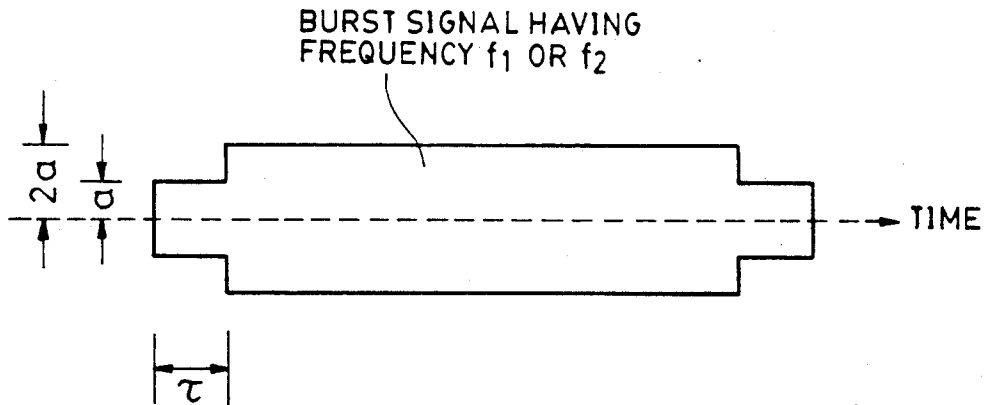 BURST SIGNAL HAVING
FREQUENCY f₁ OR f₂
2a
a
TIME
τ